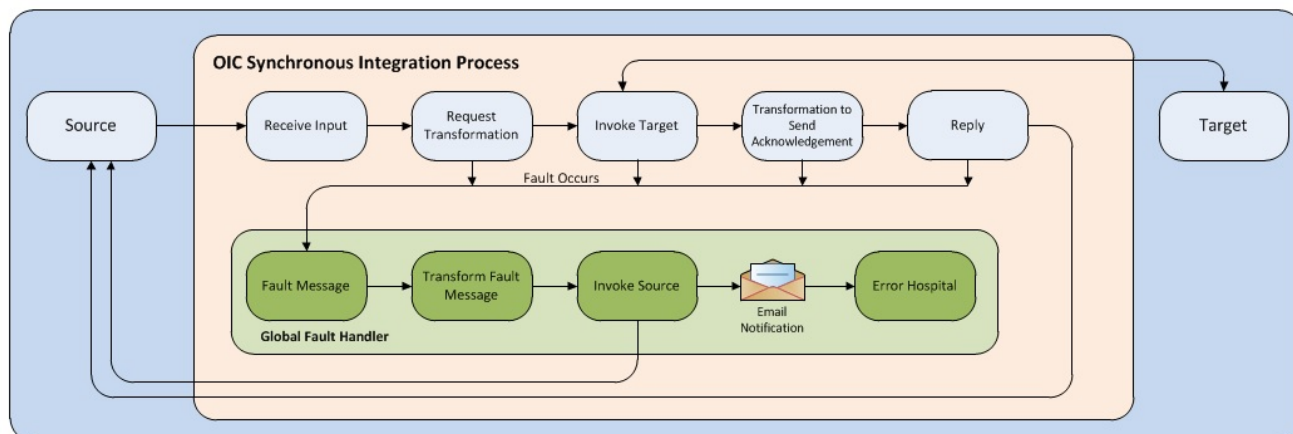 OIC Synchronous Integration Process
Source
Receive Input
Request
Transformation
Invoke Target
Transformation to
Send
Acknowledgement
Reply
Target
Fault Occurs
Fault Message
Transform Fault
Message
Invoke Source
Email
Notification
Error Hospital
Global Fault Handler